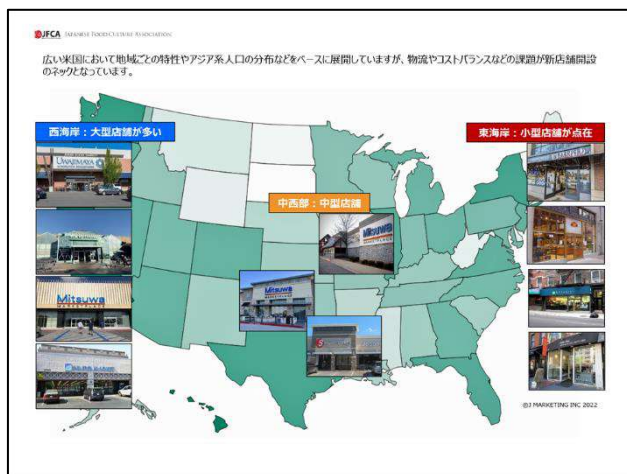 JFCA JAPANESE FOOD CULTURE ASSOCIATION
広い米国において地域ごとの特性やアジア系人口の分布などをベースに展開していますが、物流やコストバランスなどの課題が新店舗開設
のネックとなっています。
西海岸：大型店舗が多い
東海岸：小型店舗が点在
中西部：中型店舗
UWAJIMAYA
Mitsuwa
MARKETPLACE
Mitsuwa
MARKETPLACE
Mitsuwa
MARKETPLACE
©J MARKETING INC 2022